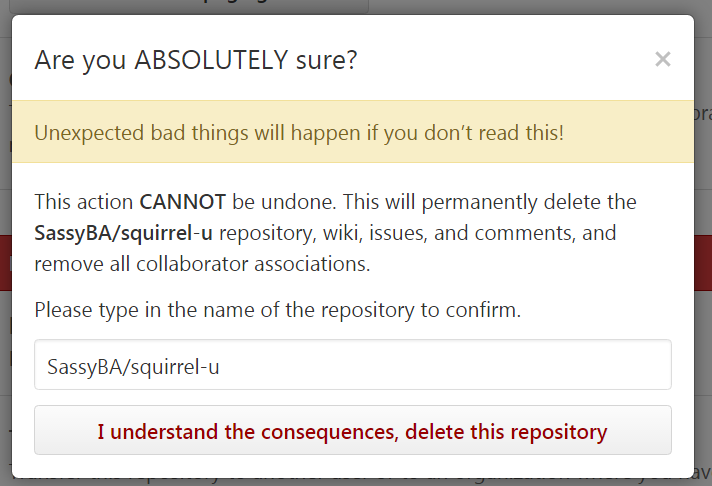 Are you ABSOLUTELY sure?
×
Unexpected bad things will happen if you don’t read this!
This action CANNOT be undone. This will permanently delete the
SassyBA/squirrel-u repository, wiki, issues, and comments, and
remove all collaborator associations.
Please type in the name of the repository to confirm.
SassyBA/squirrel-u
I understand the consequences, delete this repository